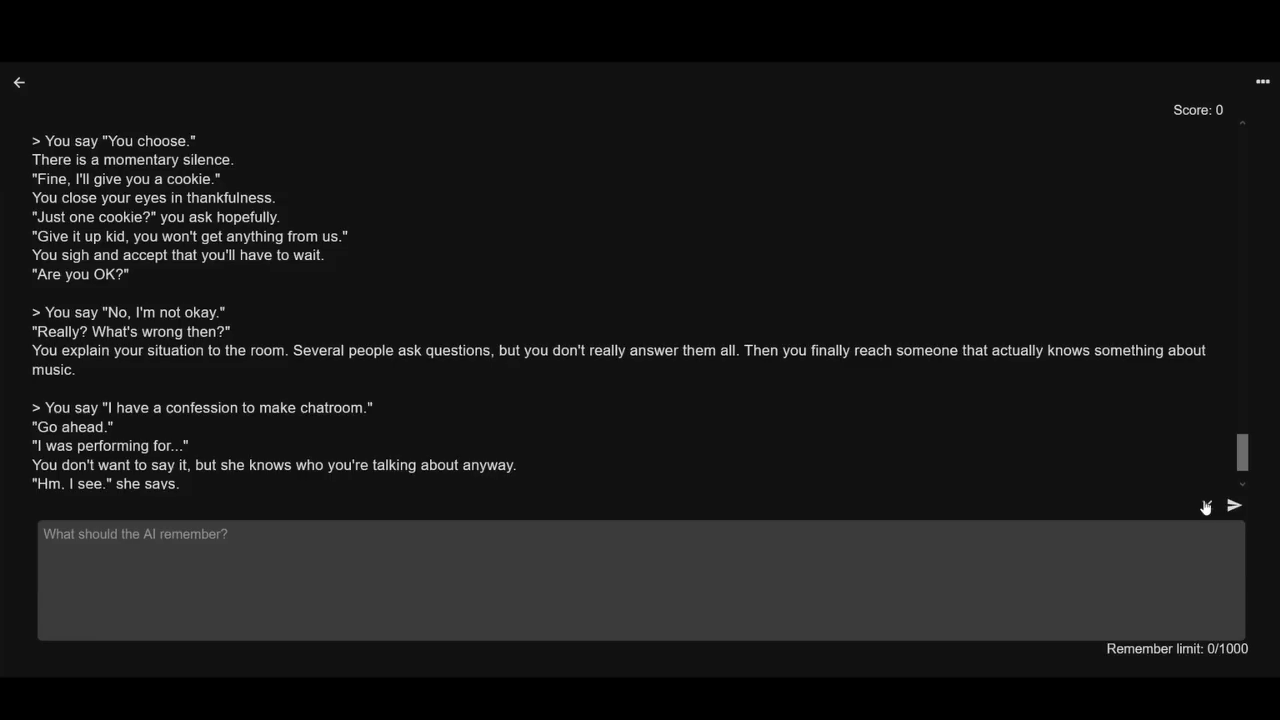 Score: 0
> You say "You choose."
There is a momentary silence.
"Fine, I'll give you a cookie."
You close your eyes in thankfulness.
"Just one cookie?" you ask hopefully.
"Give it up kid, you won't get anything from us."
You sigh and accept that you'll have to wait.
"Are you OK?"
> You say "No, I'm not okay."
"Really? What's wrong then?"
You explain your situation to the room. Several people ask questions, but you don't really answer them all. Then you finally reach someone that actually knows something about
music.
> You say "I have a confession to make chatroom."
"Go ahead."
"I was performing for..."
You don't want to say it, but she knows who you're talking about anyway.
"Hm, I see." she says.
What should the AI remember?
Remember limit: 0/1000